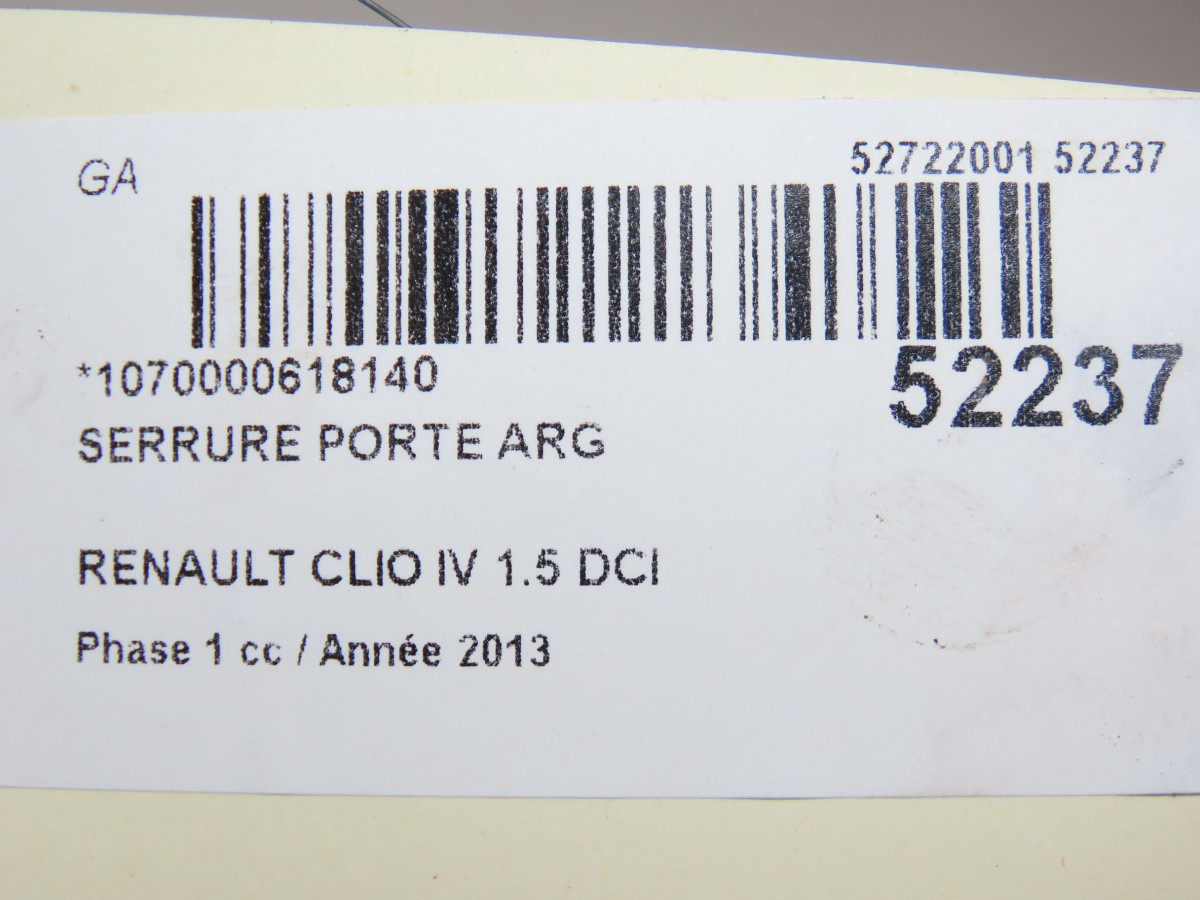 GA
52722001 52237
*1070000618140
52237
SERRURE PORTE ARG
RENAULT CLIO IV 1.5 DCI
Phase 1 cc / Année 2013